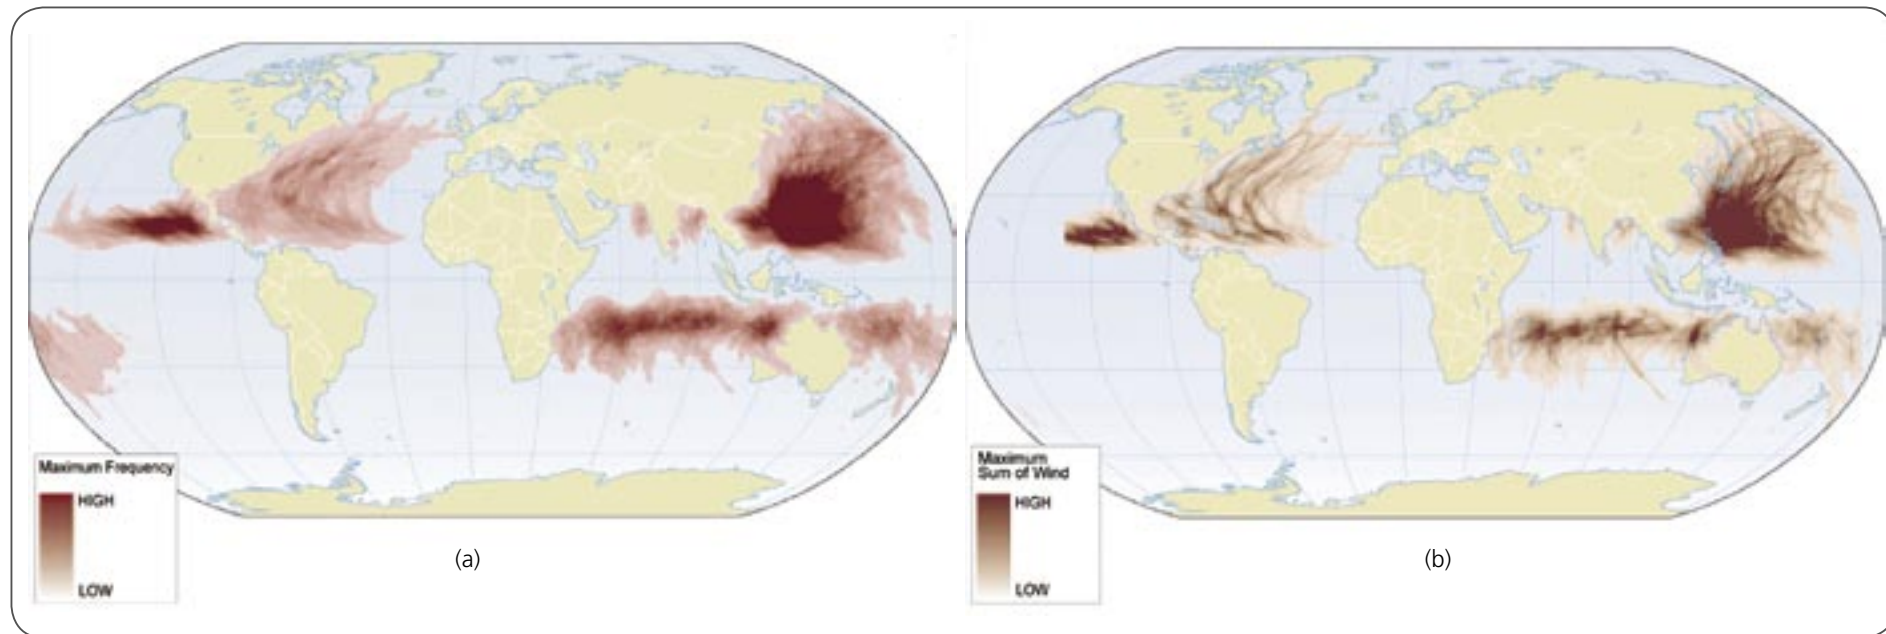 Maximum Frequency
HIGH
LOW
(a)
Maximum
Sum of Wind
HIGH
LOW
(b)